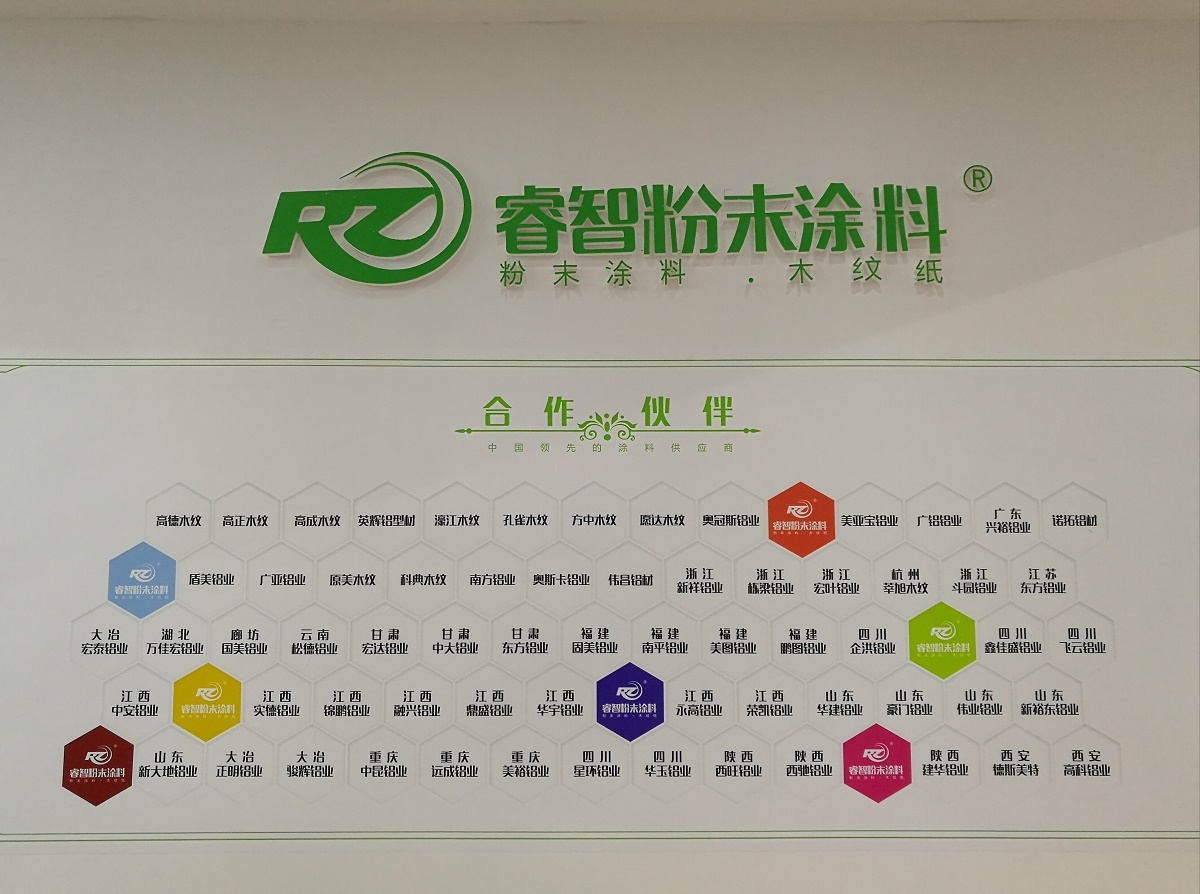 RZ 睿智粉末涂料 ®
粉末涂料 . 木纹纸
合作伙伴
中国领先的涂料供应商
高德木纹 高正木纹 高成木纹 英辉铝型材 濠江木纹 孔雀木纹 方中木纹 愿达木纹 奥冠斯铝业 RZ 睿智粉末涂料 美亚宝铝业 广铝铝业 广东 兴裕铝业 诺拓铝材
RZ 睿智粉末涂料 盾美铝业 广亚铝业 原美木纹 科典木纹 南方铝业 奥斯卡铝业 伟昌铝材 浙江 新祥铝业 浙江 栋梁铝业 浙江 宏叶铝业 杭州 莘旭木纹 浙江 斗园铝业 江苏 东方铝业
大冶 宏泰铝业 湖北 万佳宏铝业 廊坊 国美铝业 云南 松德铝业 甘肃 宏达铝业 甘肃 中大铝业 甘肃 东方铝业 福建 固美铝业 福建 南平铝业 福建 美图铝业 福建 鹏图铝业 四川 企洪铝业 RZ 睿智粉末涂料 四川 鑫佳盛铝业 四川 飞云铝业
江西 中安铝业 RZ 睿智粉末涂料 江西 实德铝业 江西 锦鹏铝业 江西 融兴铝业 江西 鼎盛铝业 江西 华宇铝业 RZ 睿智粉末涂料 江西 永高铝业 江西 荣凯铝业 山东 华建铝业 山东 豪门铝业 山东 伟业铝业 山东 新裕东铝业
RZ 睿智粉末涂料 山东 新大地铝业 大冶 正明铝业 大冶 骏辉铝业 重庆 中昆铝业 重庆 远成铝业 重庆 美裕铝业 四川 星环铝业 四川 华玉铝业 陕西 西旺铝业 陕西 西驰铝业 RZ 睿智粉末涂料 陕西 建华铝业 西安 德斯美特 西安 高科铝业